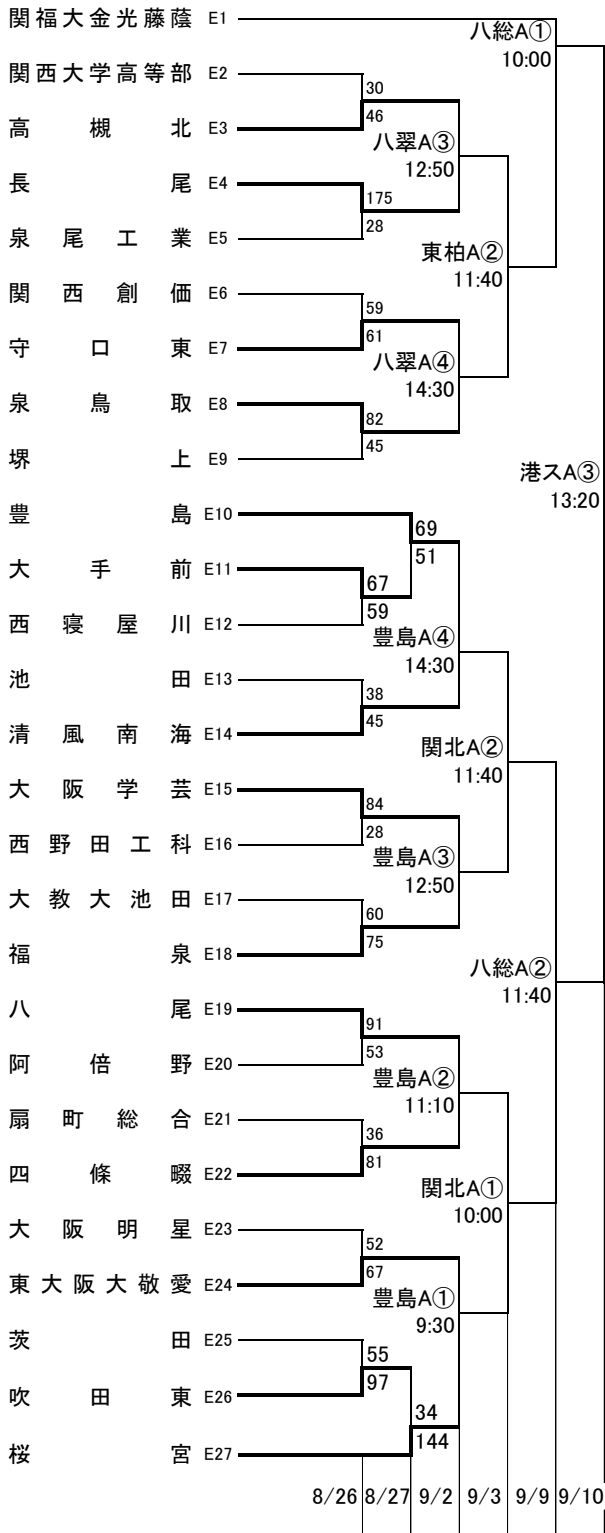 関福大金光藤蔭 E1
八総A①
10:00
関西大学高等部 E2
30
高槻北 E3
46
八翠A③
12:50
長尾 E4
175
泉尾工業 E5
28
東柏A②
11:40
関西創価 E6
59
守口東 E7
61
八翠A④
14:30
泉鳥取 E8
82
堺上 E9
45
港スA③
13:20
豊島 E10
69
大手前 E11
51
67
西寝屋川 E12
59
豊島A④
14:30
池田 E13
38
清風南海 E14
45
関北A②
11:40
大阪学芸 E15
84
西野田工科 E16
28
豊島A③
12:50
大教大池田 E17
60
福泉 E18
75
八総A②
11:40
八尾 E19
91
阿倍野 E20
53
豊島A②
11:10
扇町総合 E21
36
四條畷 E22
81
関北A①
10:00
大阪明星 E23
52
東大阪大敬愛 E24
67
豊島A①
9:30
茨田 E25
55
吹田東 E26
97
34
桜宮 E27
144
8/26 8/27 9/2 9/3 9/9 9/10